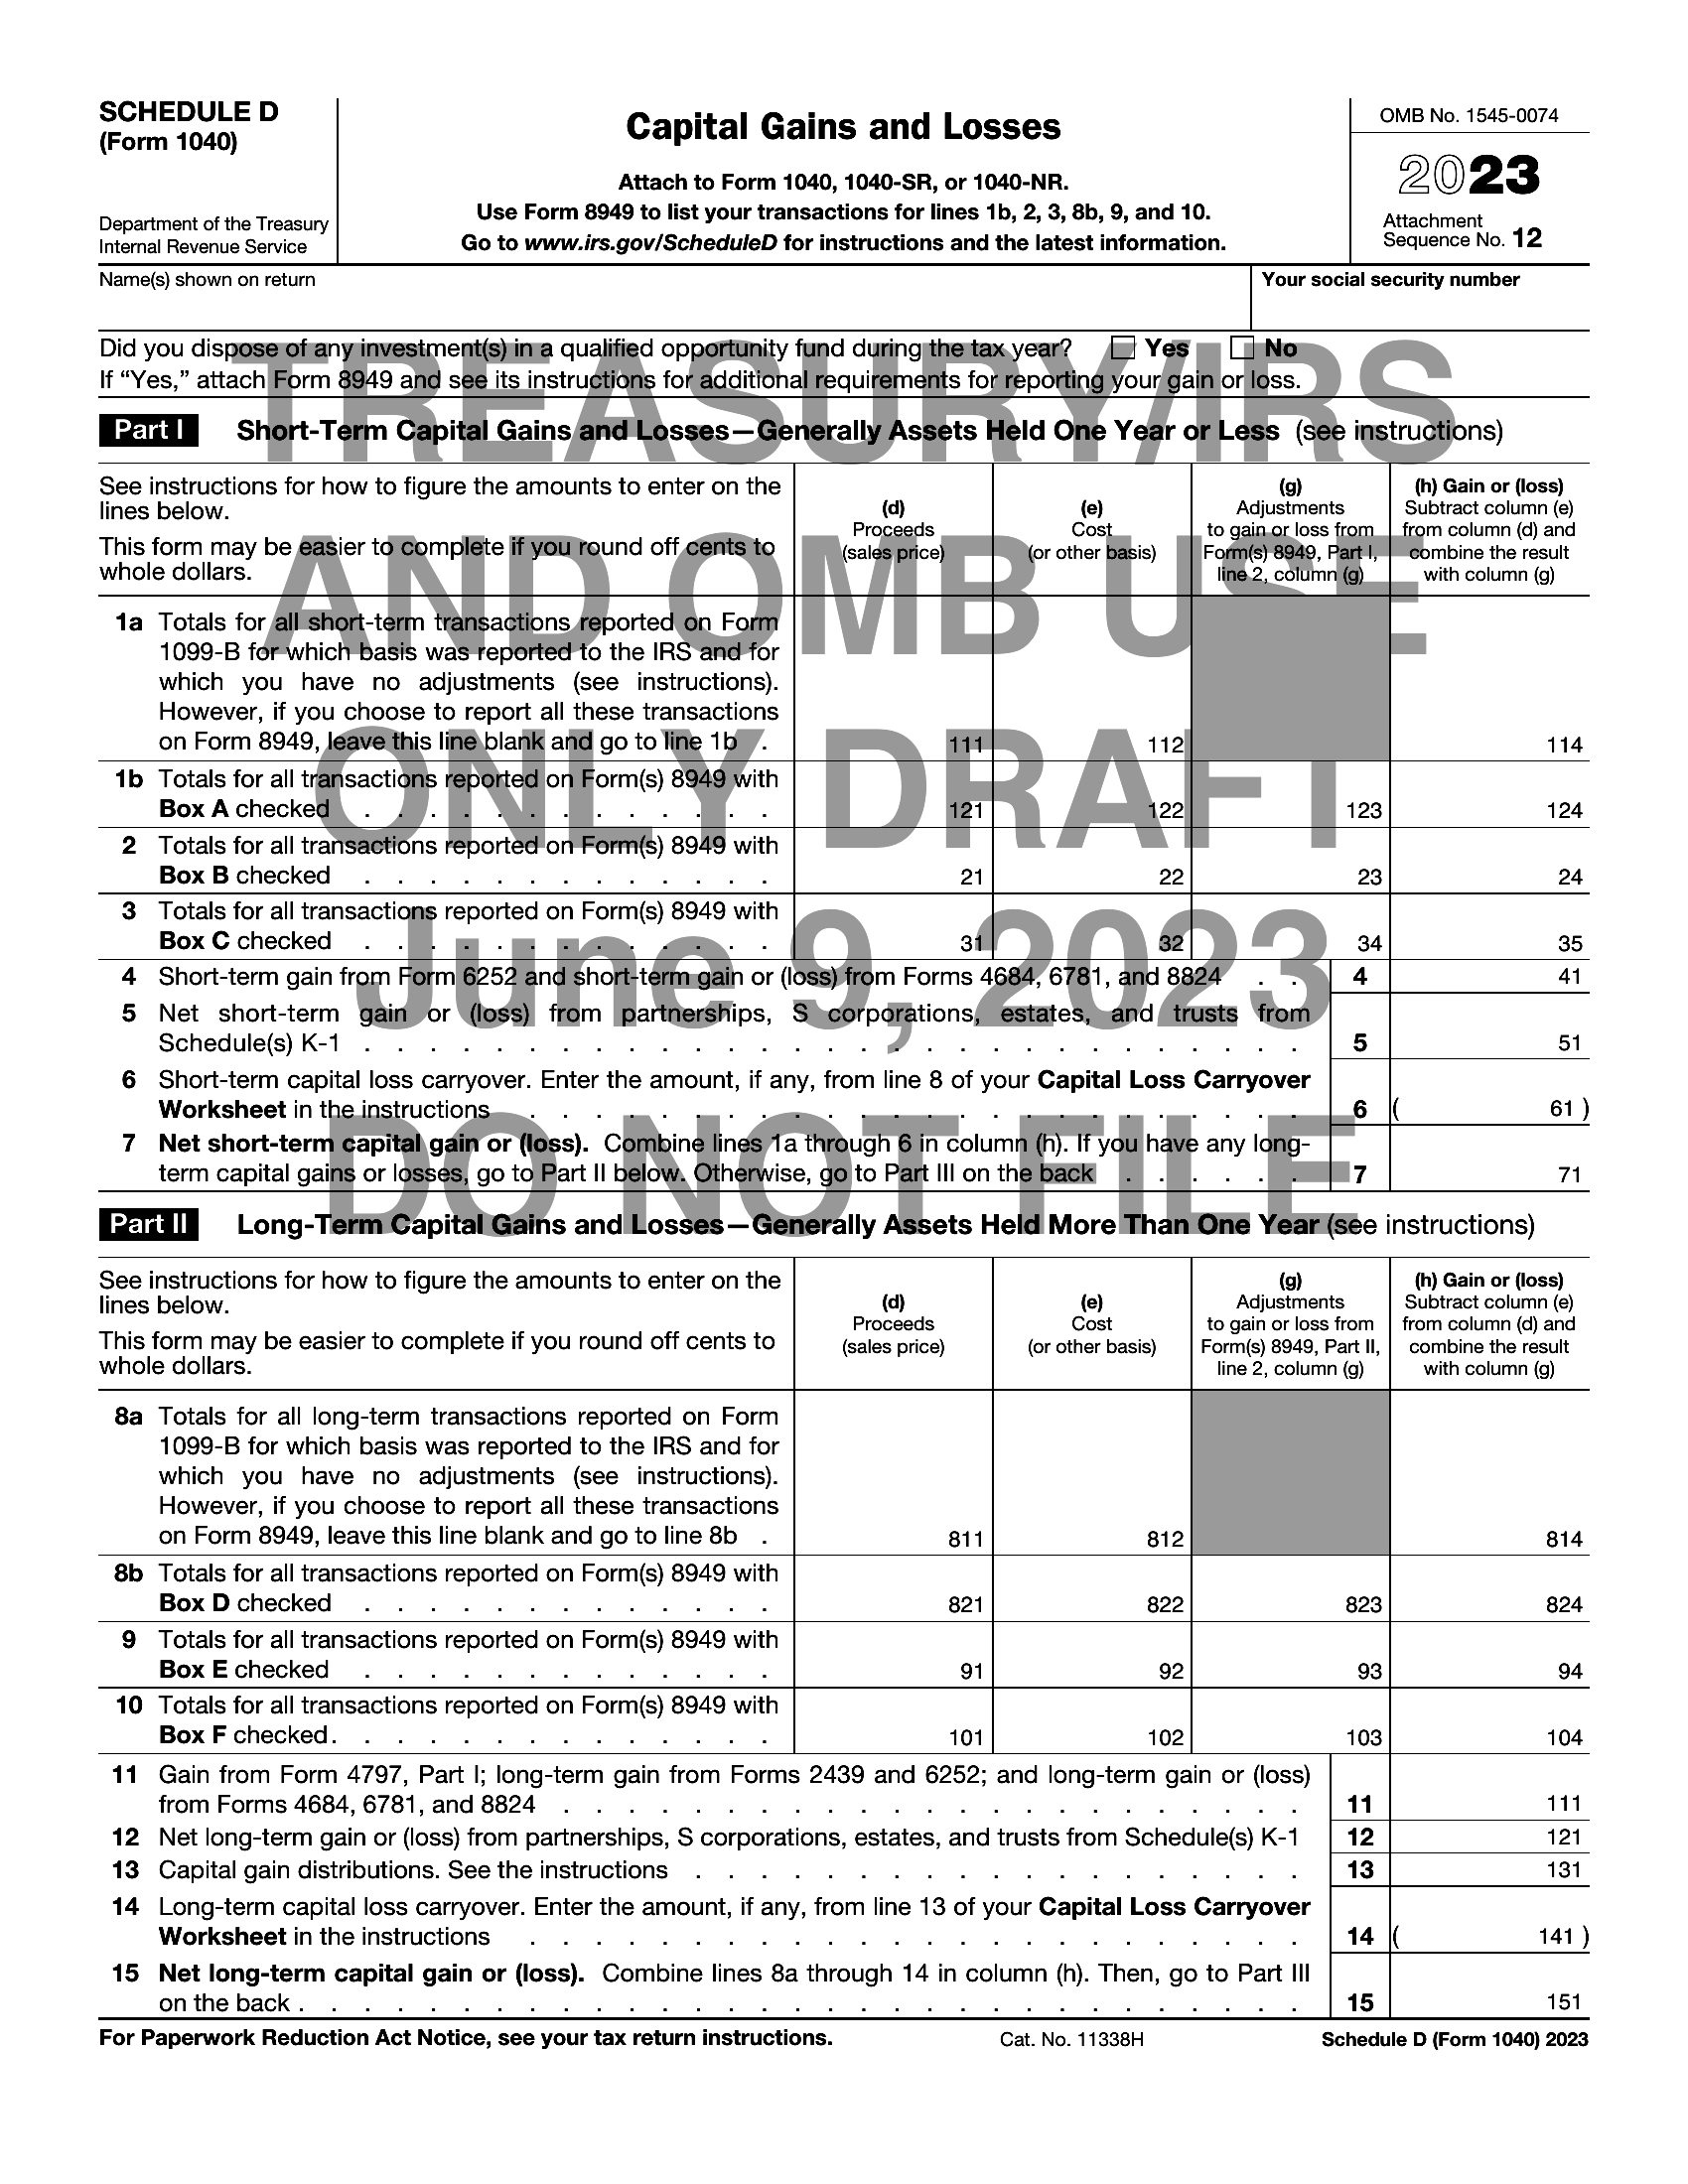 SCHEDULE D
(Form 1040)
Department of the Treasury
Internal Revenue Service
Capital Gains and Losses
Attach to Form 1040, 1040-SR, or 1040-NR.
Use Form 8949 to list your transactions for lines 1b, 2, 3, 8b, 9, and 10.
Go to www.irs.gov/ScheduleD for instructions and the latest information.
OMB No. 1545-0074
2023
Attachment
Sequence No. 12
Name(s) shown on return
Your social security number
Did you dispose of any investment(s) in a qualified opportunity fund during the tax year? Yes No
If “Yes,” attach Form 8949 and see its instructions for additional requirements for reporting your gain or loss.
TREASURY/IRS
AND OMB USE
ONLY DRAFT
June 9, 2023
DO NOT FILE
Part I Short-Term Capital Gains and Losses—Generally Assets Held One Year or Less (see instructions)
See instructions for how to figure the amounts to enter on the
lines below.
This form may be easier to complete if you round off cents to
whole dollars.
(d)
Proceeds
(sales price)
(e)
Cost
(or other basis)
(g)
Adjustments
to gain or loss from
Form(s) 8949, Part I,
line 2, column (g)
(h) Gain or (loss)
Subtract column (e)
from column (d) and
combine the result
with column (g)
1a Totals for all short-term transactions reported on Form
1099-B for which basis was reported to the IRS and for
which you have no adjustments (see instructions).
However, if you choose to report all these transactions
on Form 8949, leave this line blank and go to line 1b . 111 112 114
1b Totals for all transactions reported on Form(s) 8949 with
Box A checked . . . . . . . . . . . . . 121 122 123 124
2 Totals for all transactions reported on Form(s) 8949 with
Box B checked . . . . . . . . . . . . . 21 22 23 24
3 Totals for all transactions reported on Form(s) 8949 with
Box C checked . . . . . . . . . . . . . 31 32 34 35
4 Short-term gain from Form 6252 and short-term gain or (loss) from Forms 4684, 6781, and 8824 . . 4 41
5 Net short-term gain or (loss) from partnerships, S corporations, estates, and trusts from
Schedule(s) K-1 . . . . . . . . . . . . . . . . . . . . . . . . . . . . . 5 51
6 Short-term capital loss carryover. Enter the amount, if any, from line 8 of your Capital Loss Carryover
Worksheet in the instructions . . . . . . . . . . . . . . . . . . . . . . . . 6 ( 61 )
7 Net short-term capital gain or (loss). Combine lines 1a through 6 in column (h). If you have any long-
term capital gains or losses, go to Part II below. Otherwise, go to Part III on the back . . . . . . 7 71
Part II Long-Term Capital Gains and Losses—Generally Assets Held More Than One Year (see instructions)
See instructions for how to figure the amounts to enter on the
lines below.
This form may be easier to complete if you round off cents to
whole dollars.
(d)
Proceeds
(sales price)
(e)
Cost
(or other basis)
(g)
Adjustments
to gain or loss from
Form(s) 8949, Part II,
line 2, column (g)
(h) Gain or (loss)
Subtract column (e)
from column (d) and
combine the result
with column (g)
8a Totals for all long-term transactions reported on Form
1099-B for which basis was reported to the IRS and for
which you have no adjustments (see instructions).
However, if you choose to report all these transactions
on Form 8949, leave this line blank and go to line 8b . 811 812 814
8b Totals for all transactions reported on Form(s) 8949 with
Box D checked . . . . . . . . . . . . . 821 822 823 824
9 Totals for all transactions reported on Form(s) 8949 with
Box E checked . . . . . . . . . . . . . 91 92 93 94
10 Totals for all transactions reported on Form(s) 8949 with
Box F checked . . . . . . . . . . . . . . 101 102 103 104
11 Gain from Form 4797, Part I; long-term gain from Forms 2439 and 6252; and long-term gain or (loss)
from Forms 4684, 6781, and 8824 . . . . . . . . . . . . . . . . . . . . . . . 11 111
12 Net long-term gain or (loss) from partnerships, S corporations, estates, and trusts from Schedule(s) K-1 12 121
13 Capital gain distributions. See the instructions . . . . . . . . . . . . . . . . . . . 13 131
14 Long-term capital loss carryover. Enter the amount, if any, from line 13 of your Capital Loss Carryover
Worksheet in the instructions . . . . . . . . . . . . . . . . . . . . . . . . 14 ( 141 )
15 Net long-term capital gain or (loss). Combine lines 8a through 14 in column (h). Then, go to Part III
on the back . . . . . . . . . . . . . . . . . . . . . . . . . . . . . . . 15 151
For Paperwork Reduction Act Notice, see your tax return instructions. Cat. No. 11338H Schedule D (Form 1040) 2023